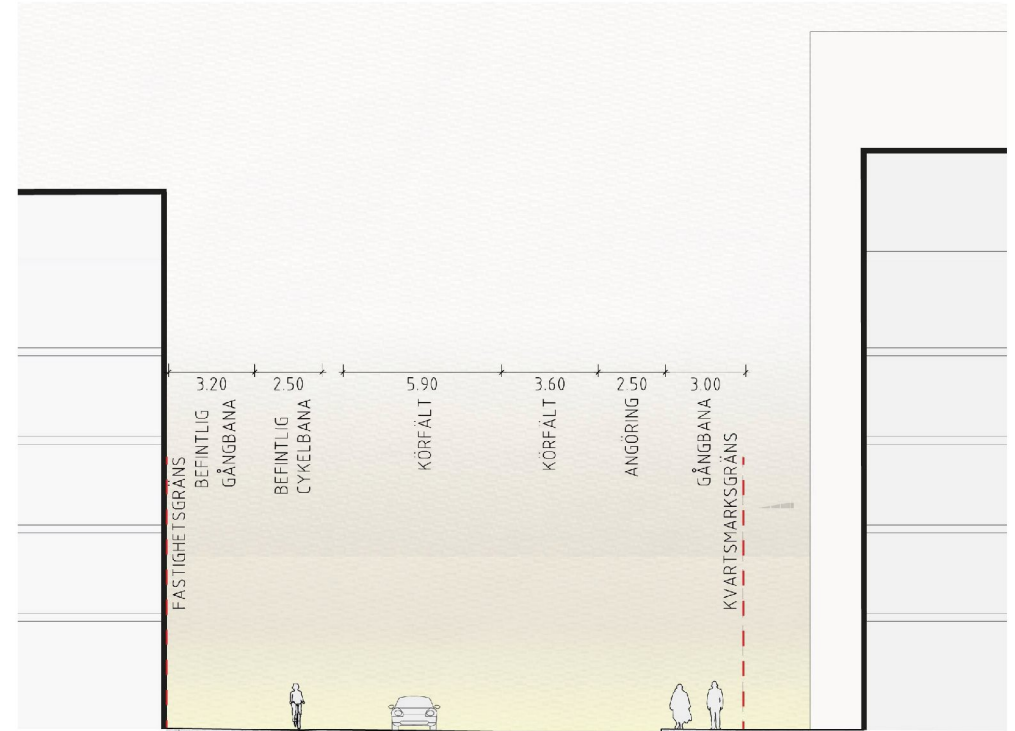 3.20
2.50
5.90
3.60
2.50
3.00
FASTIGHETSGRÄNS
BEFINTLIG
GÅNGBANA
BEFINTLIG
CYKELBANA
KÖRFÄLT
KÖRFÄLT
ANGÖRING
GÅNGBANA
KVARTSMARKSGRÄNS